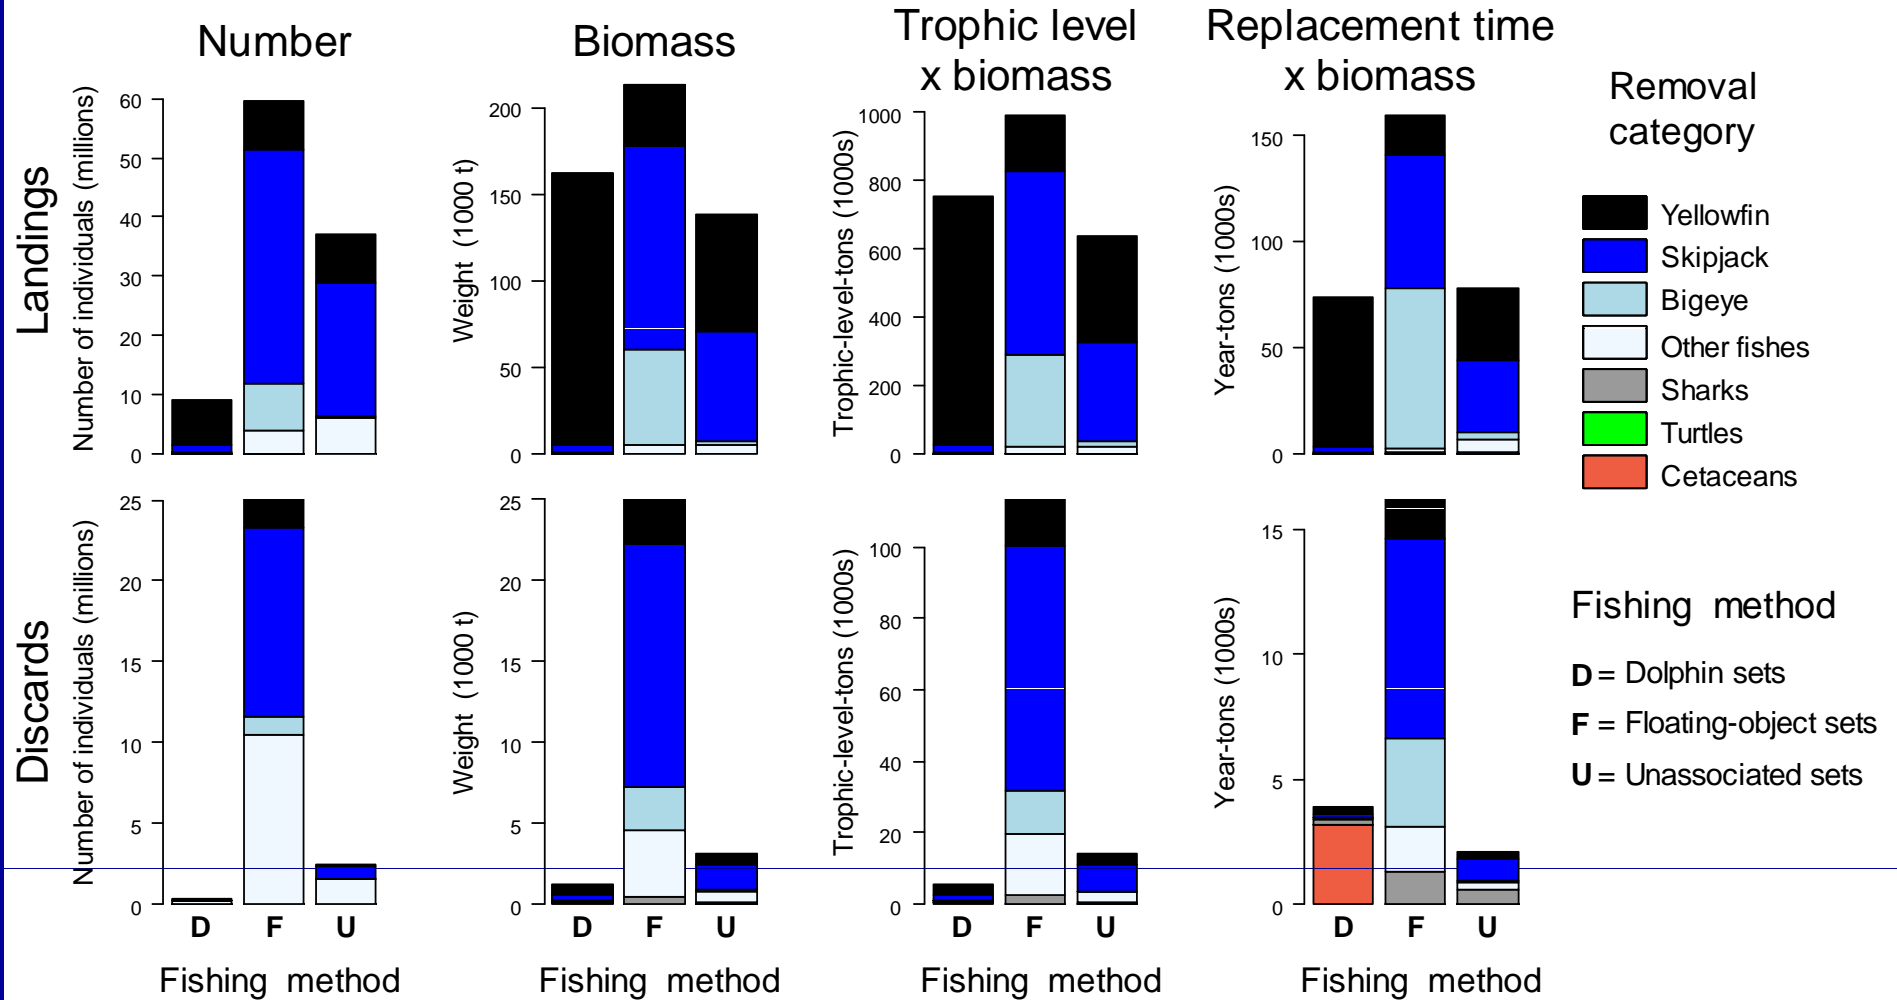 Number
Biomass
Trophic level
x biomass
Replacement time
x biomass
Landings
Number of individuals (millions)
60
50
40
30
20
10
0
Weight (1000 t)
200
150
100
50
0
Trophic-level-tons (1000s)
1000
800
600
400
200
0
Year-tons (1000s)
150
100
50
0
Removal
category
Yellowfin
Skipjack
Bigeye
Other fishes
Sharks
Turtles
Cetaceans
Discards
Number of individuals (millions)
25
20
15
10
5
0
D F U
Fishing method
Weight (1000 t)
25
20
15
10
5
0
D F U
Fishing method
Trophic-level-tons (1000s)
100
80
60
40
20
0
D F U
Fishing method
Year-tons (1000s)
15
10
5
0
D F U
Fishing method
Fishing method
D = Dolphin sets
F = Floating-object sets
U = Unassociated sets